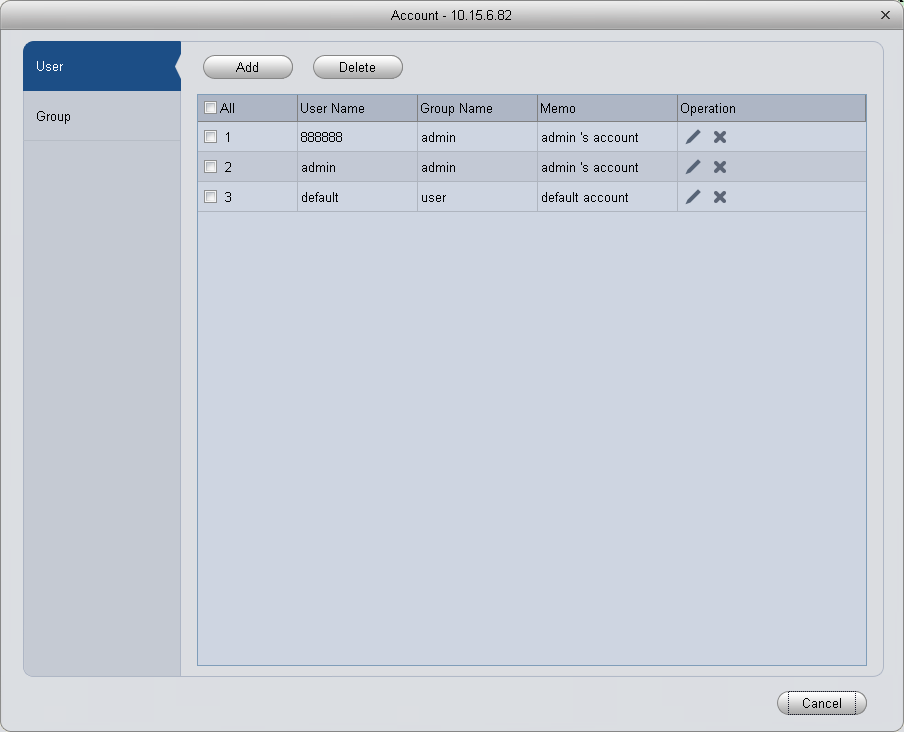 Account - 10.15.6.82
User
Group
Add Delete
All User Name Group Name Memo Operation
1 888888 admin admin 's account
2 admin admin admin 's account
3 default user default account
Cancel